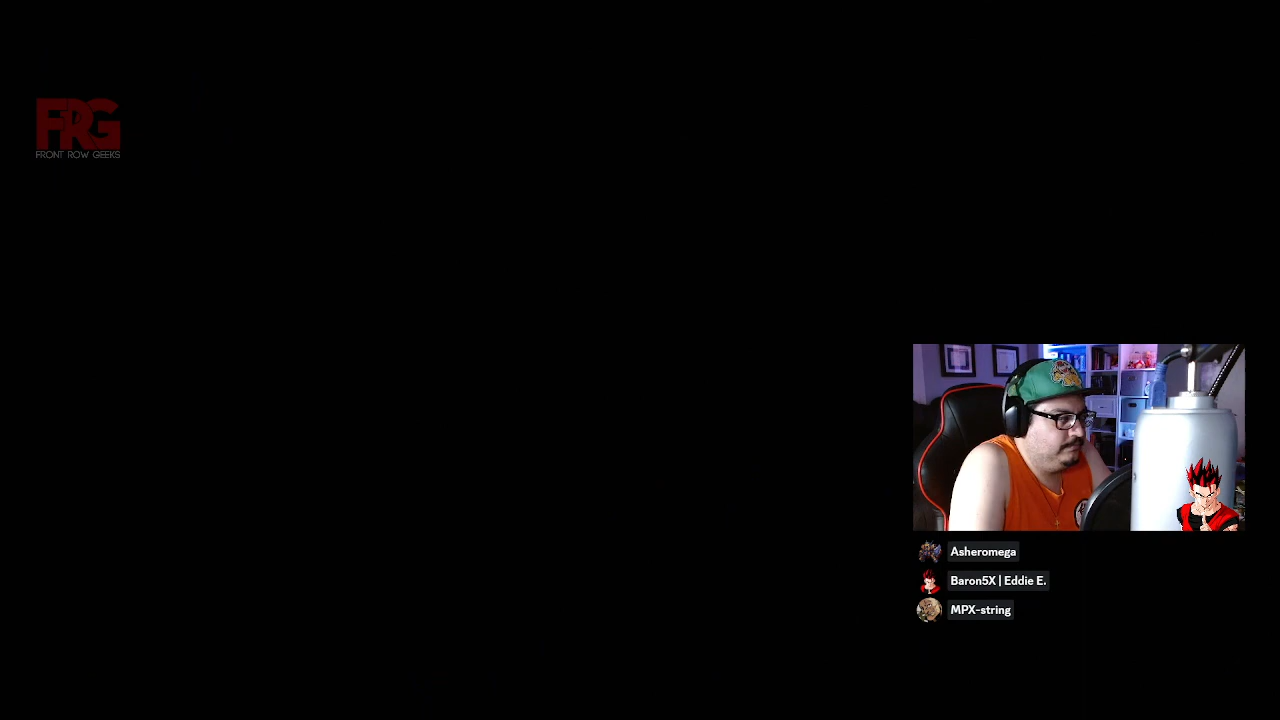 FRG
FRONT ROW GEEKS
Asheromega
Baron5X | Eddie E.
MPX-string